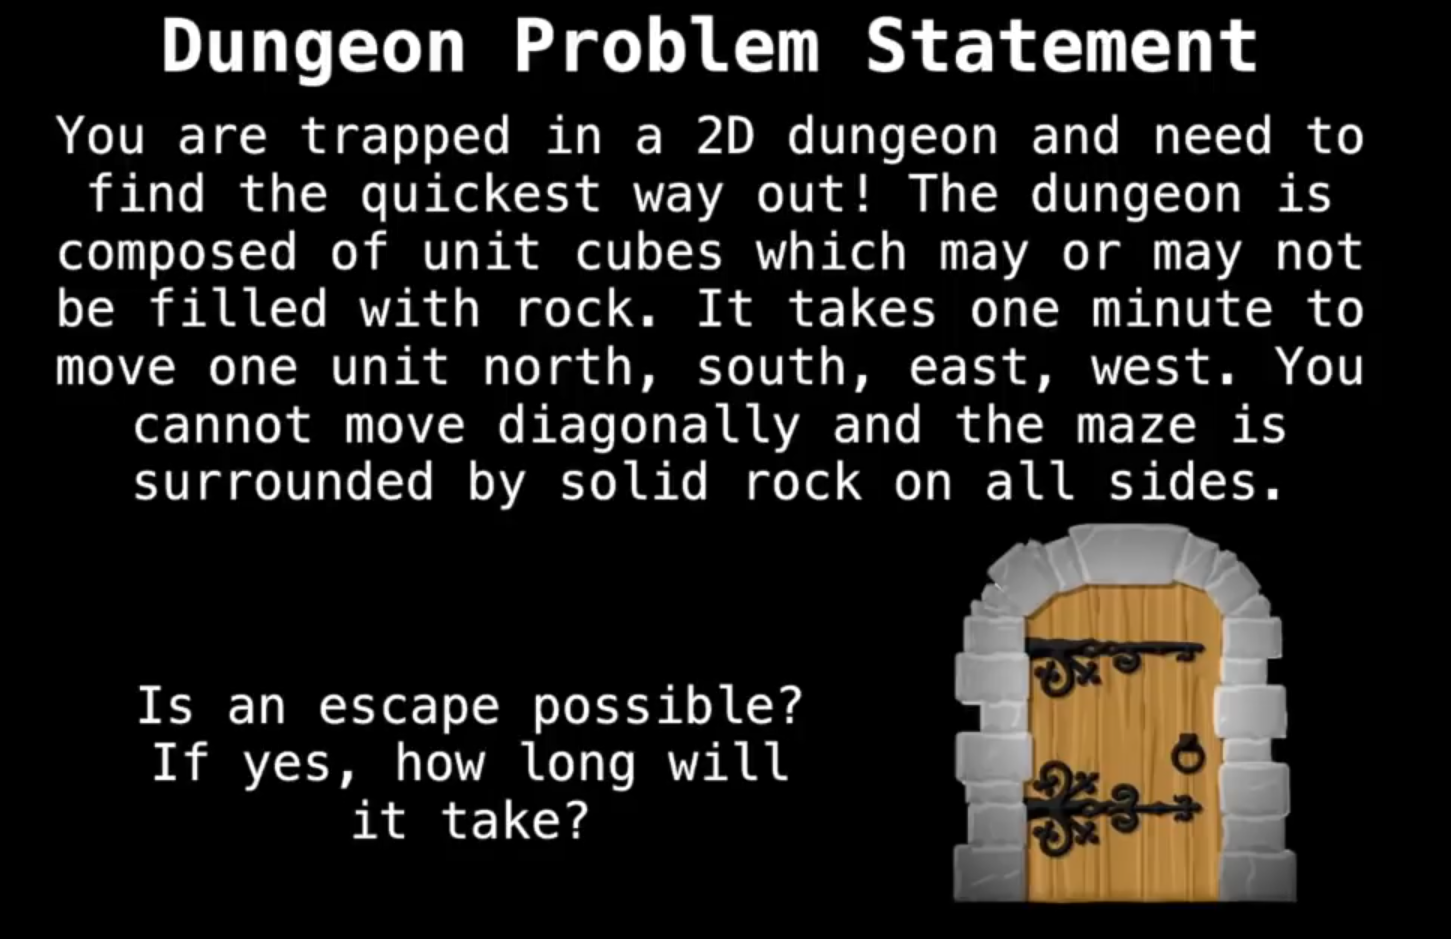 Dungeon Problem Statement
You are trapped in a 2D dungeon and need to
find the quickest way out! The dungeon is
composed of unit cubes which may or may not
be filled with rock. It takes one minute to
move one unit north, south, east, west. You
cannot move diagonally and the maze is
surrounded by solid rock on all sides.
Is an escape possible?
If yes, how long will
it take?